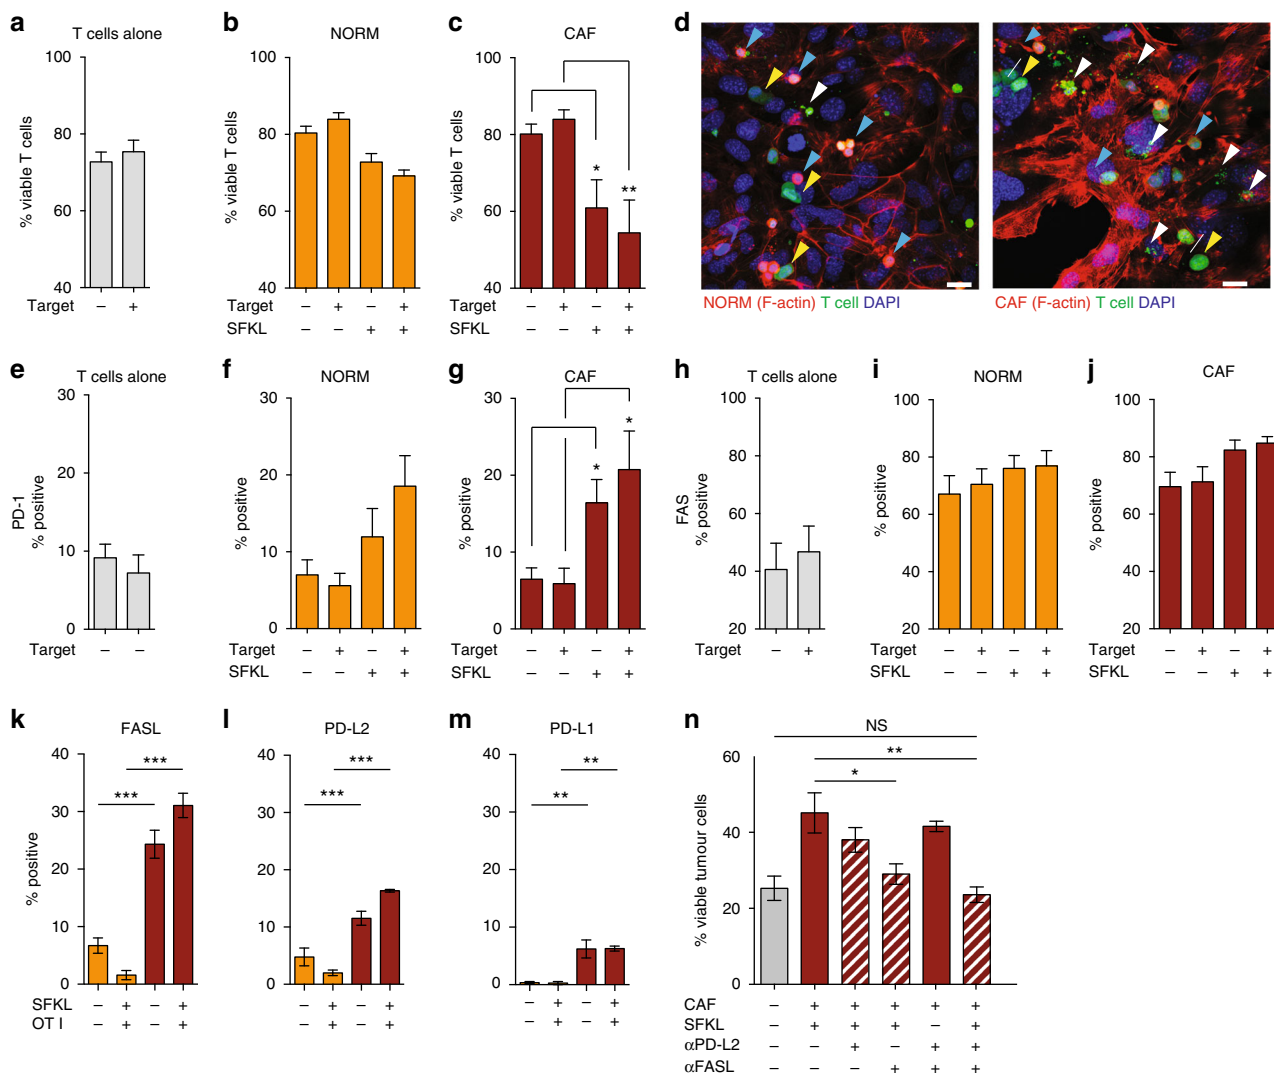 a
T cells alone
% viable T cells
100
80
60
40
Target
– +
b
NORM
% viable T cells
100
80
60
40
Target
– + – +
SFKL
– – + +
c
CAF
% viable T cells
100
80
60
40
* **
Target
– + – +
SFKL
– – + +
d
NORM (F-actin) T cell DAPI
CAF (F-actin) T cell DAPI
e
T cells alone
PD-1
% positive
30
20
10
0
Target
– –
f
NORM
% positive
30
20
10
0
Target
– + – +
SFKL
– – + +
g
CAF
% positive
30
20
10
0
* *
Target
– + – +
SFKL
– – + +
h
T cells alone
FAS
% positive
100
80
60
40
20
Target
– +
i
NORM
% positive
100
80
60
40
20
Target
– + – +
SFKL
– – + +
j
CAF
% positive
100
80
60
40
20
Target
– + – +
SFKL
– – + +
k
FASL
% positive
40
30
20
10
0
***
***
SFKL
– + – +
OT I
– + – +
l
PD-L2
40
30
20
10
0
***
***
– + – +
– + – +
m
PD-L1
40
30
20
10
0
**
**
– + – +
– + – +
n
NS
**
*
% viable tumour cells
60
40
20
0
CAF
– + + + + +
SFKL
– + + + – +
αPD-L2
– – + – + +
αFASL
– – – + + +